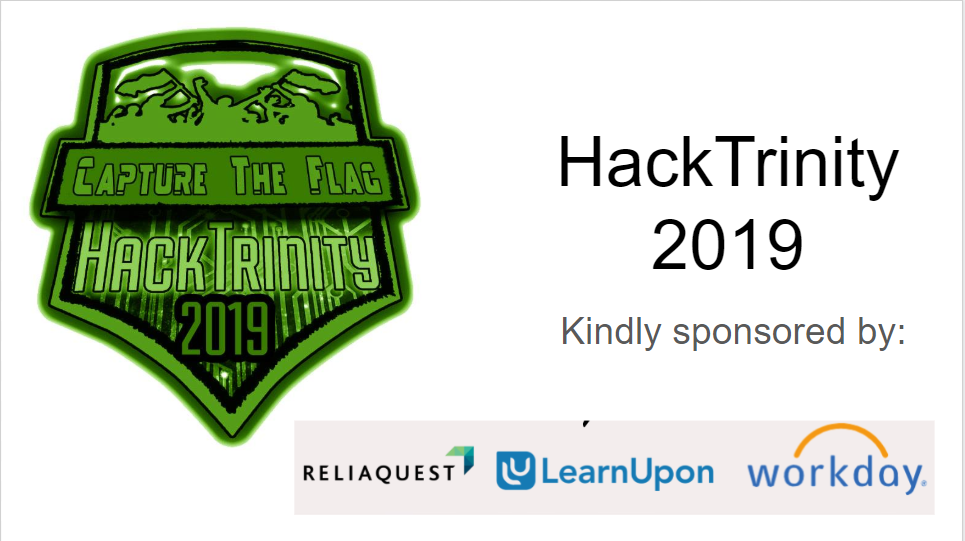 CAPTURE THE FLAG
HACKTRINITY
2019
HackTrinity
2019
Kindly sponsored by:
RELIAQUEST
LearnUpon
workday®